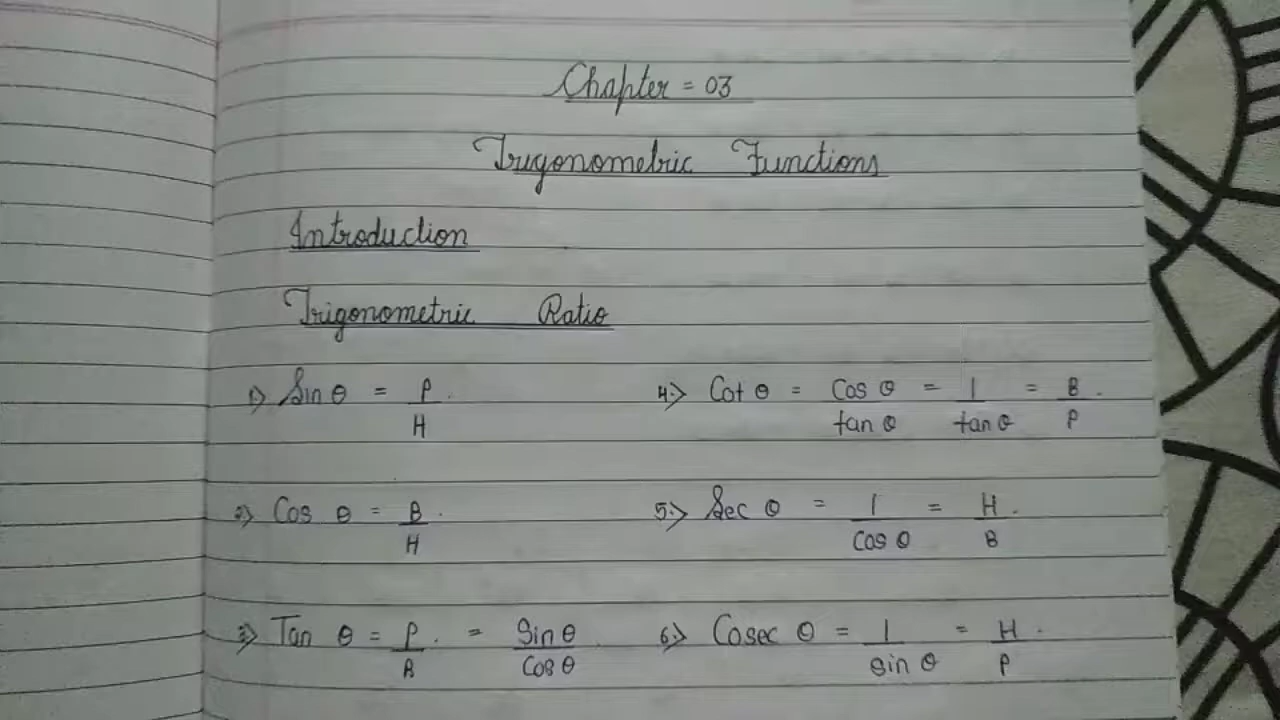 Chapter = 03
Trigonometric Functions
Introduction
Trigonometric Ratio
1) Sin θ = P/H.
4.> Cot θ = Cos θ/tan θ = 1/tan θ = B/P.
2) Cos θ = B/H.
5.> Sec θ = 1/cos θ = H/B.
3) Tan θ = P/B. = Sin θ/Cos θ
6.> Cosec θ = 1/sin θ = H/P.